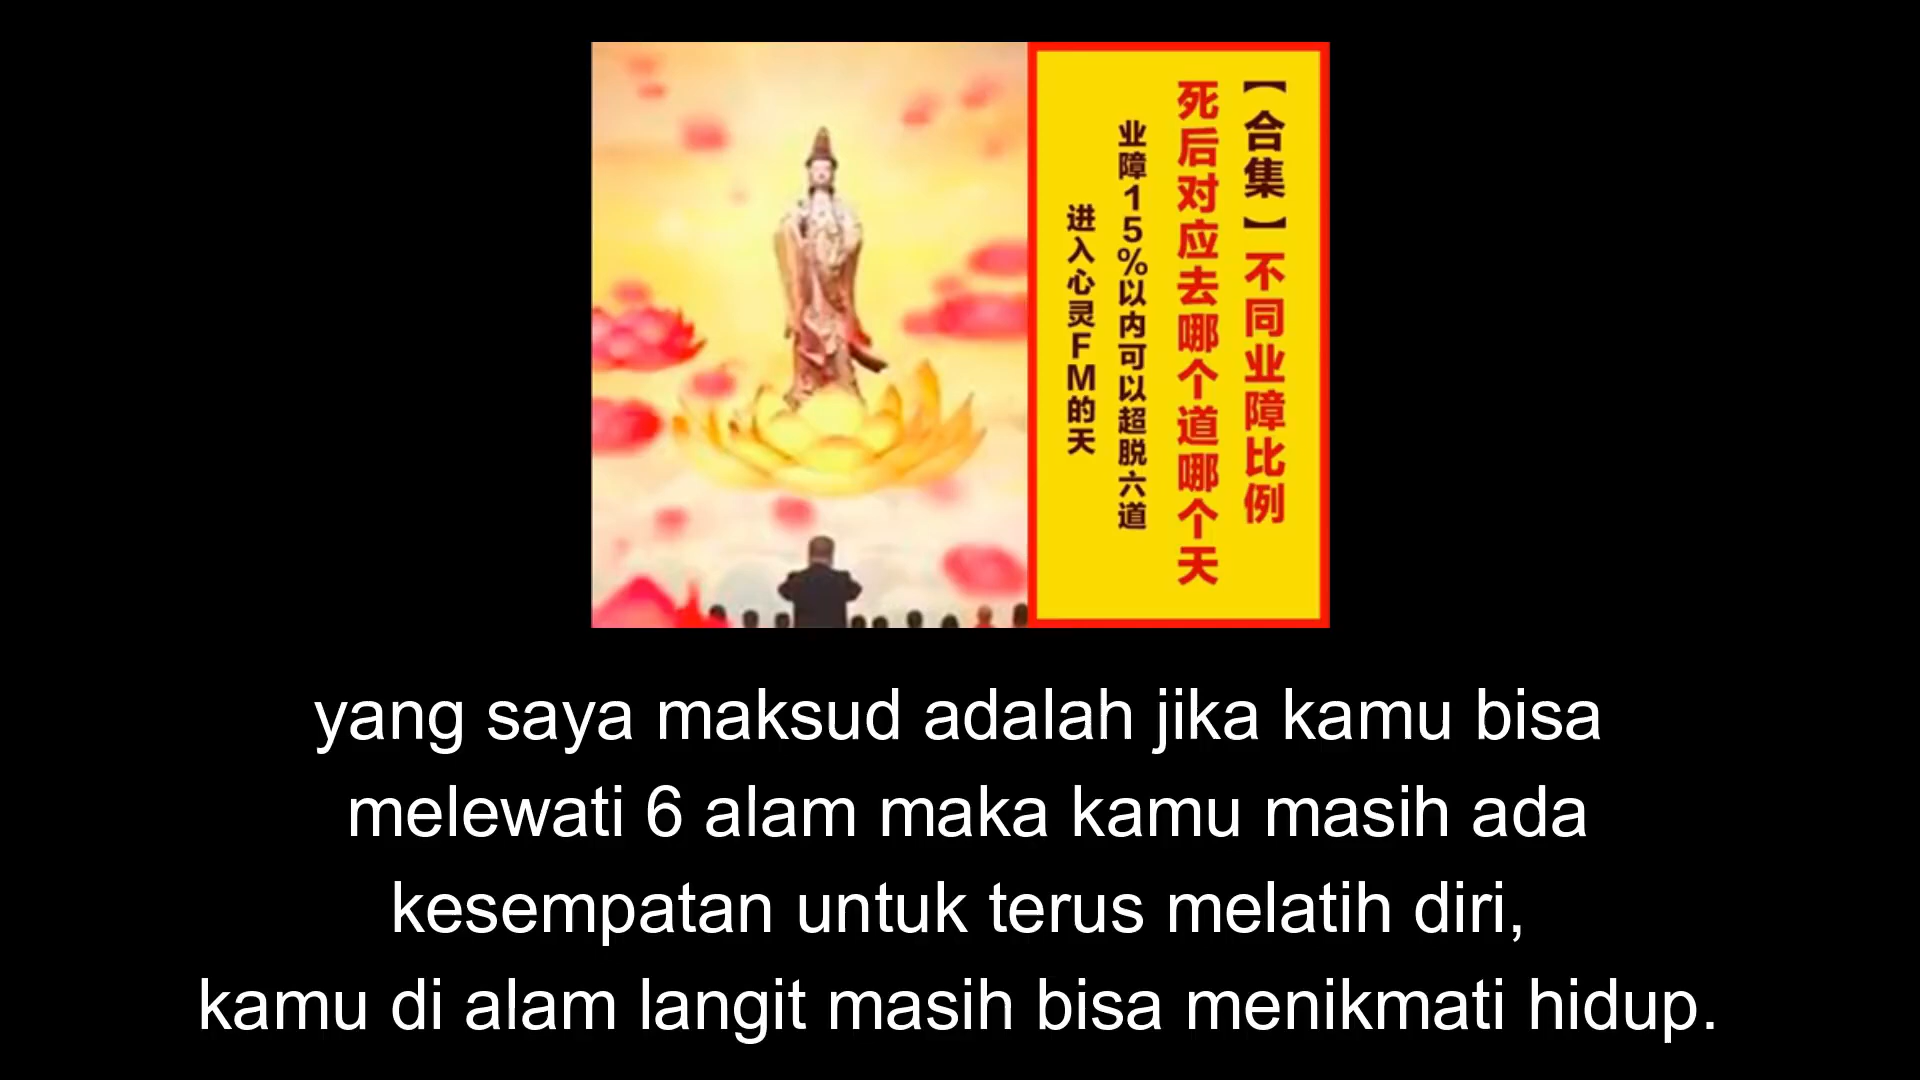 【合集】不同业障比例
死后对应去哪个道哪个天
业障15%以内可以超脱六道
进入心灵FM的天
yang saya maksud adalah jika kamu bisa
melewati 6 alam maka kamu masih ada
kesempatan untuk terus melatih diri,
kamu di alam langit masih bisa menikmati hidup.